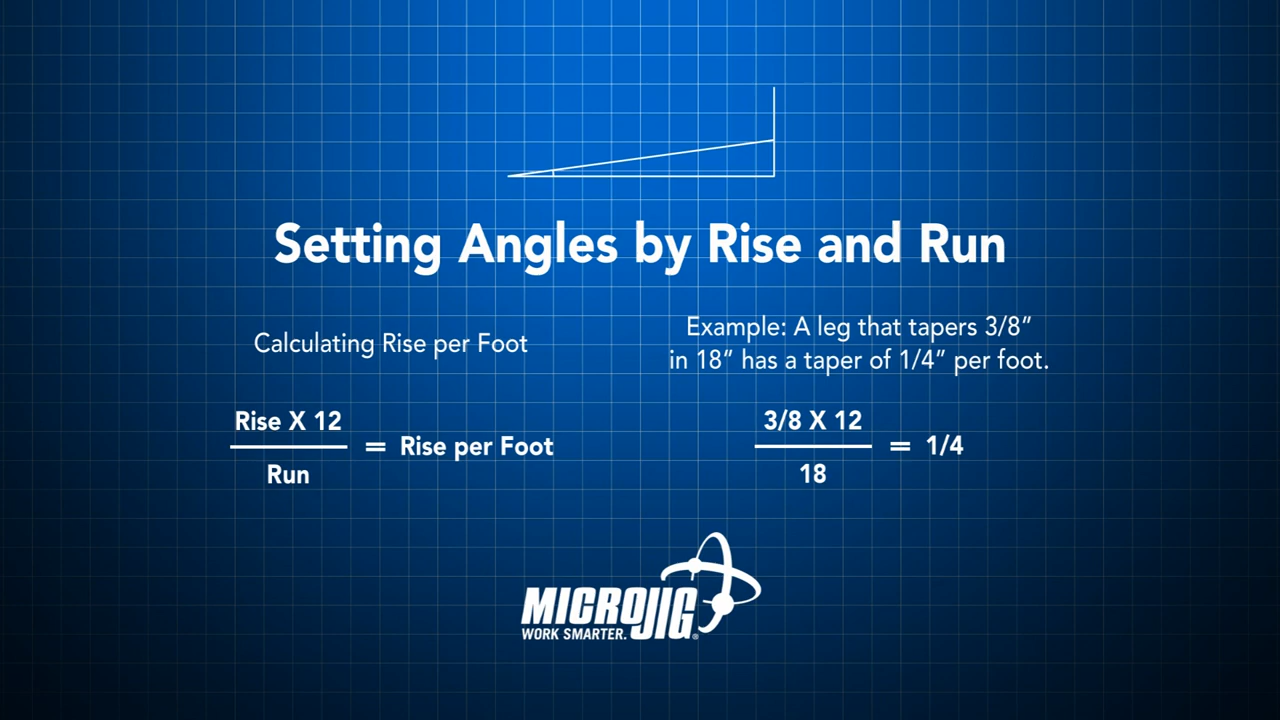 Setting Angles by Rise and Run
Calculating Rise per Foot
Rise X 12
Run
= Rise per Foot
Example: A leg that tapers 3/8”
in 18” has a taper of 1/4” per foot.
3/8 X 12
18
= 1/4
MICROJIG®
WORK SMARTER.